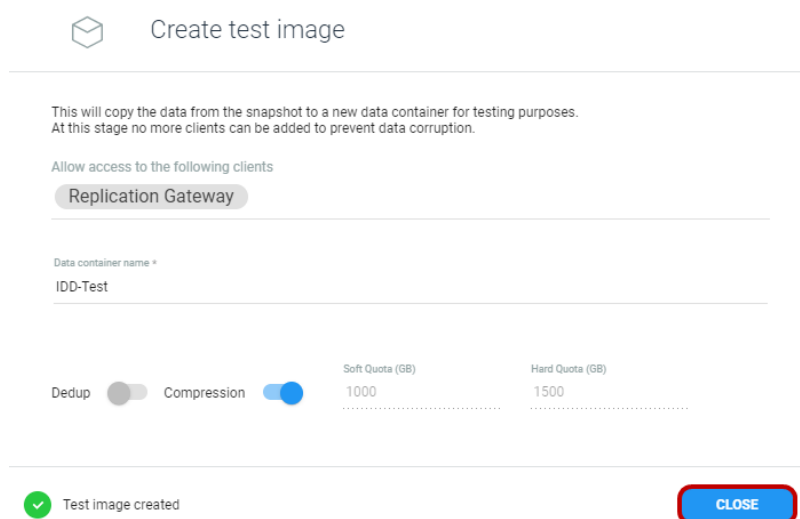 Create test image
This will copy the data from the snapshot to a new data container for testing purposes.
At this stage no more clients can be added to prevent data corruption.
Allow access to the following clients
Replication Gateway
Data container name *
IDD-Test
Soft Quota (GB) Hard Quota (GB)
Dedup Compression 1000 1500
Test image created CLOSE